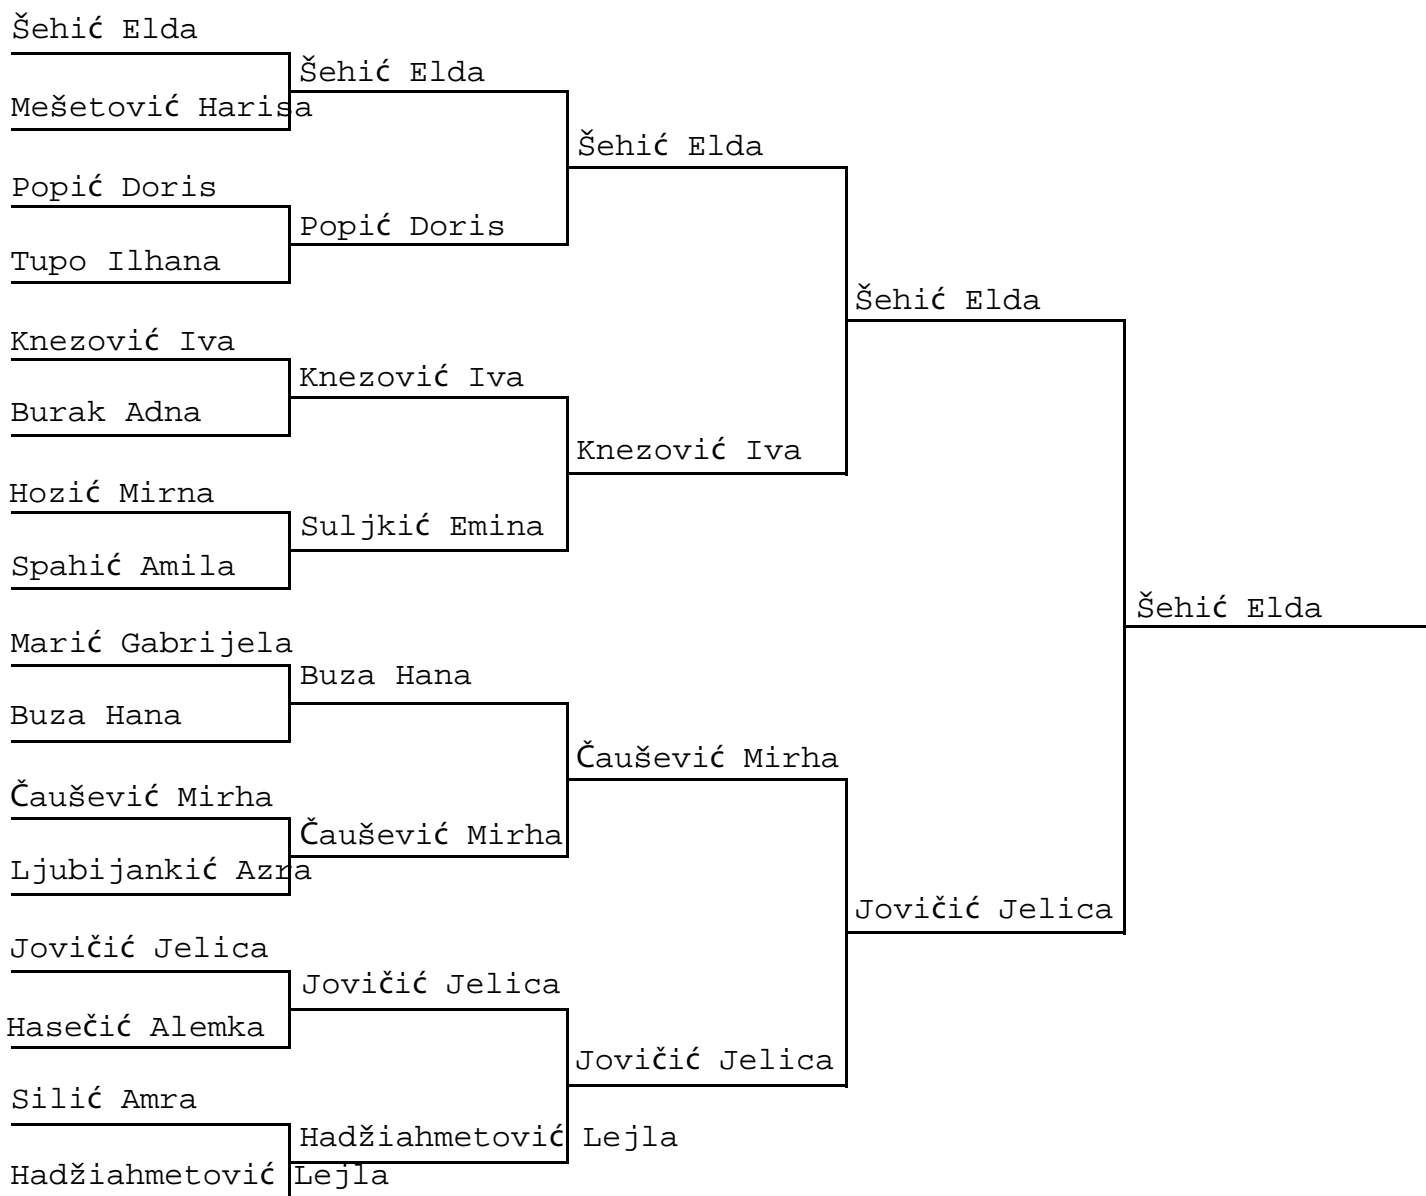 Šehić Elda
Mešetović Harisa
Popić Doris
Tupo Ilhana
Knezović Iva
Burak Adna
Hozić Mirna
Spahić Amila
Marić Gabrijela
Buza Hana
Čaušević Mirha
Ljubijankić Azra
Jovičić Jelica
Hasečić Alemka
Silić Amra
Hadžiahmetović Lejla
Šehić Elda
Popić Doris
Knezović Iva
Suljkić Emina
Buza Hana
Čaušević Mirha
Jovičić Jelica
Hadžiahmetović Lejla
Šehić Elda
Knezović Iva
Čaušević Mirha
Jovičić Jelica
Šehić Elda
Jovičić Jelica
Šehić Elda